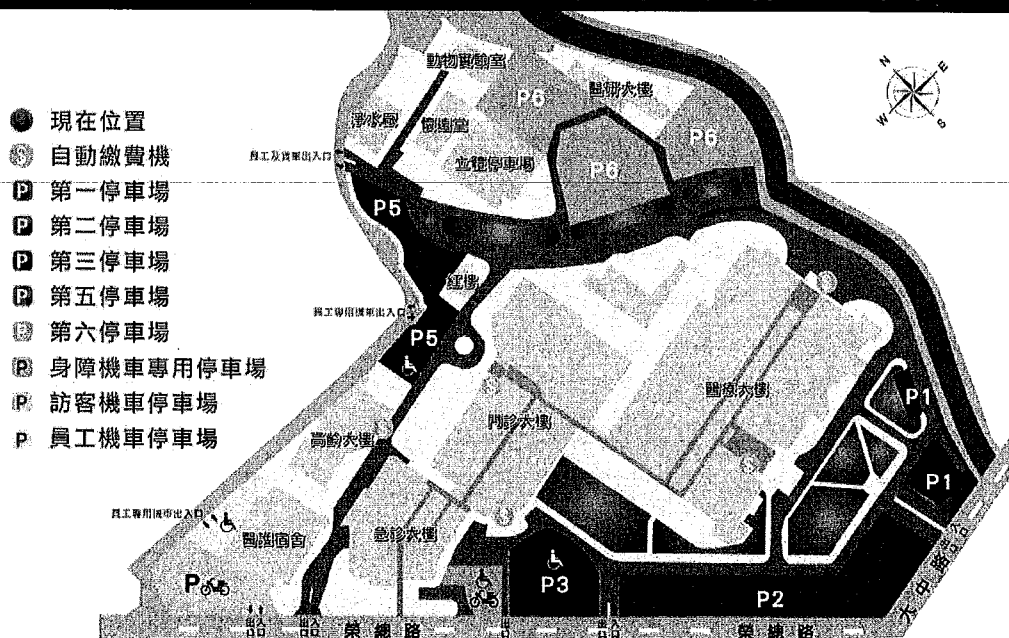 現在位置
自動繳費機
P 第一停車場
P 第二停車場
P 第三停車場
P 第五停車場
P 第六停車場
P 身障機車專用停車場
P 訪客機車停車場
P 員工機車停車場
動物實驗室
P6
醫研大樓
N
E
W
S
淨水廠
懷遠堂
P6
員工及貨車出入口
立體停車場
P6
P5
紅樓
員工專用機車出入口
P5
醫療大樓
P1
門診大樓
高齡大樓
$
P1
員工專用機車出入口
醫護宿舍
急診大樓
大中路
P
P3
P2
榮總路
榮總路